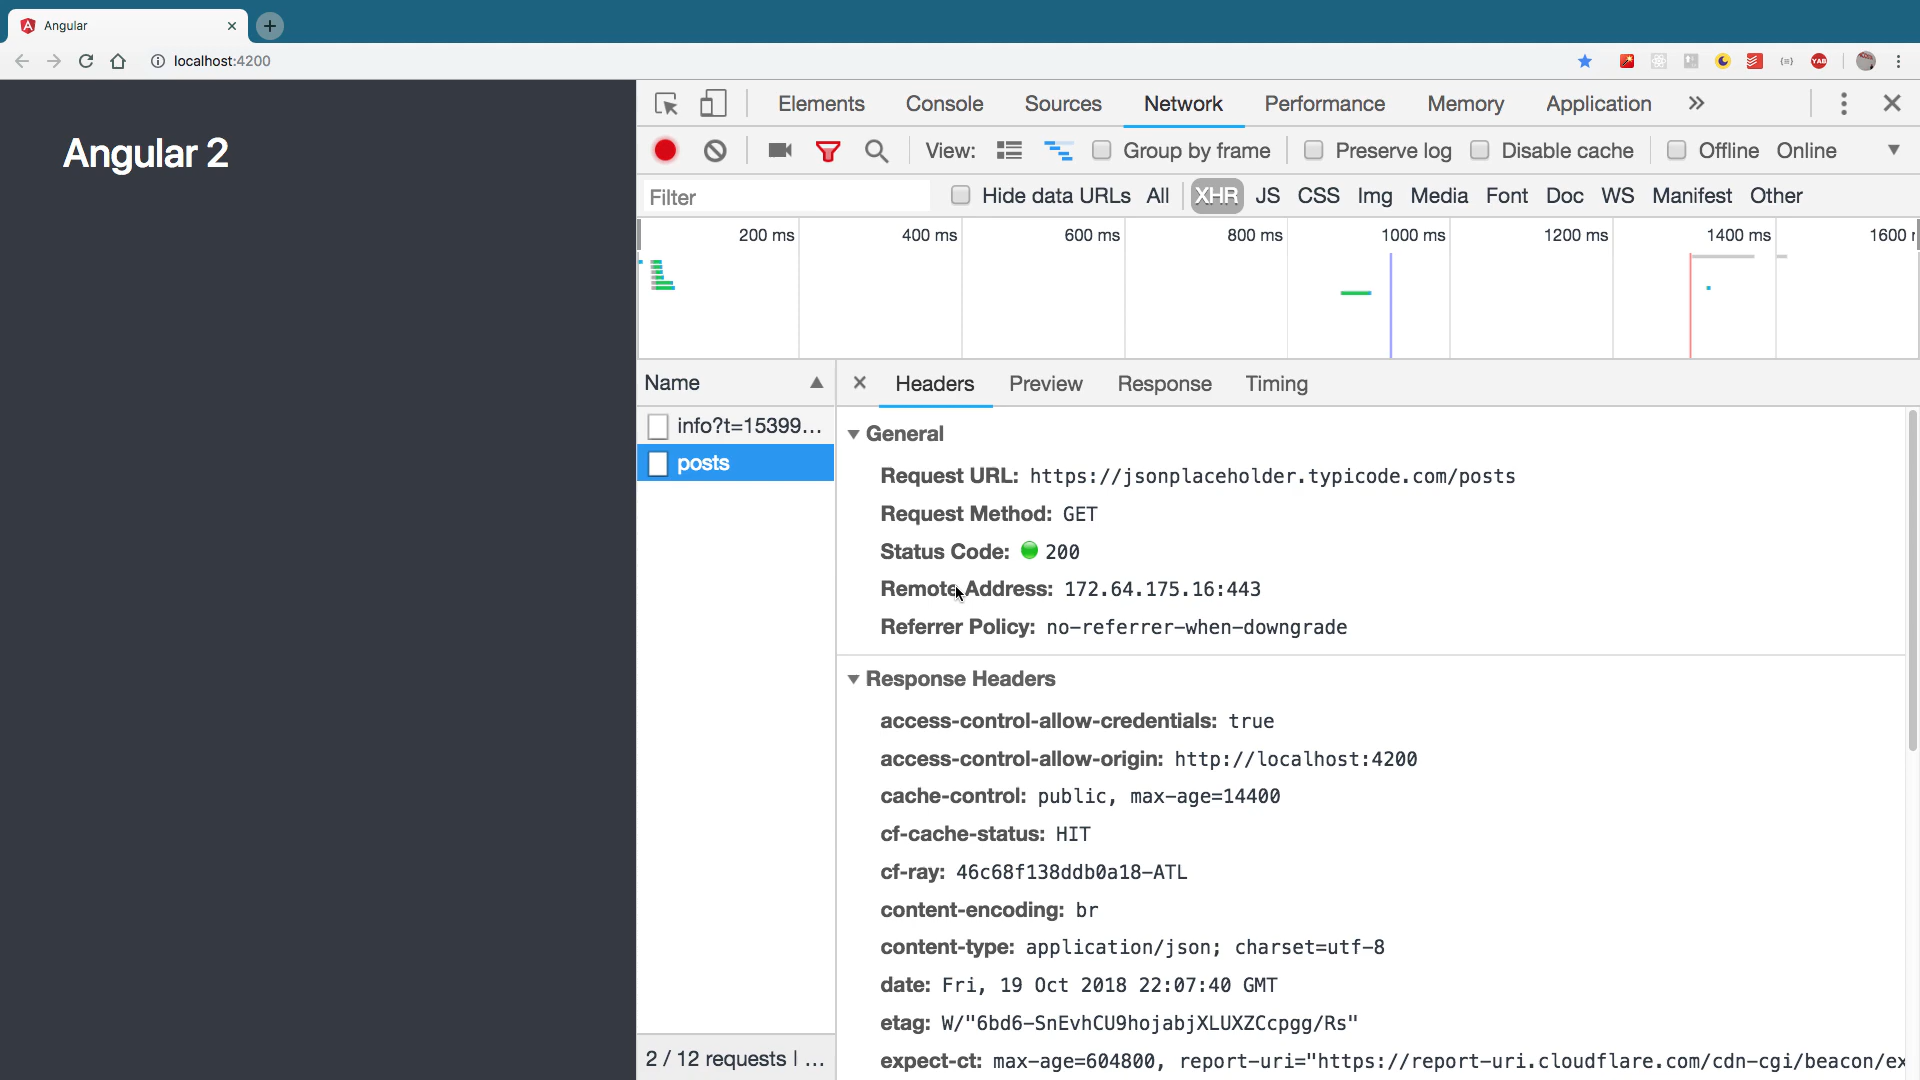 Angular
localhost:4200
Angular 2
Elements Console Sources Network Performance Memory Application
View: Group by frame Preserve log Disable cache Offline Online
Filter Hide data URLs All XHR JS CSS Img Media Font Doc WS Manifest Other
200 ms 400 ms 600 ms 800 ms 1000 ms 1200 ms 1400 ms 1600
Name
info?t=15399...
posts
2 / 12 requests | ...
Headers Preview Response Timing
General
Request URL: https://jsonplaceholder.typicode.com/posts
Request Method: GET
Status Code: 200
Remote Address: 172.64.175.16:443
Referrer Policy: no-referrer-when-downgrade
Response Headers
access-control-allow-credentials: true
access-control-allow-origin: http://localhost:4200
cache-control: public, max-age=14400
cf-cache-status: HIT
cf-ray: 46c68f138ddb0a18-ATL
content-encoding: br
content-type: application/json; charset=utf-8
date: Fri, 19 Oct 2018 22:07:40 GMT
etag: W/"6bd6-SnEvhCU9hojabjXLUXZCcpgg/Rs"
expect-ct: max-age=604800, report-uri="https://report-uri.cloudflare.com/cdn-cgi/beacon/ex